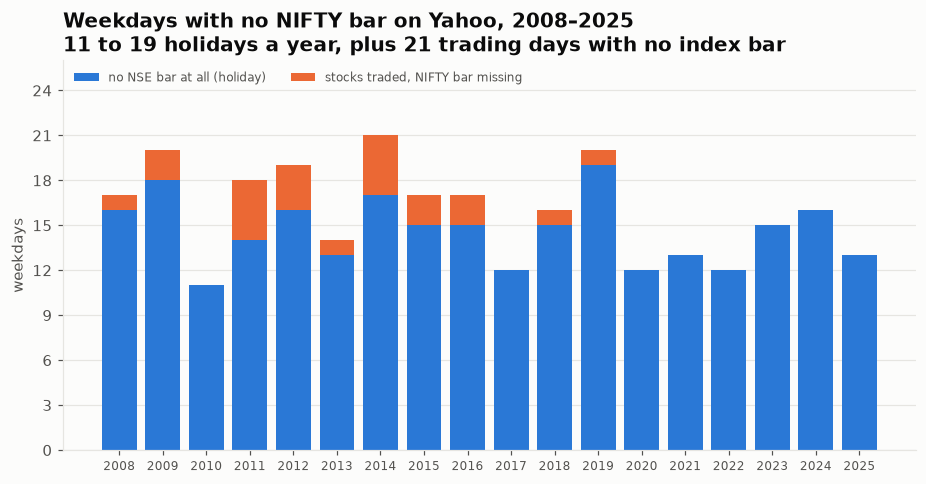 Weekdays with no NIFTY bar on Yahoo, 2008–2025
11 to 19 holidays a year, plus 21 trading days with no index bar
no NSE bar at all (holiday) stocks traded, NIFTY bar missing
24
21
18
15
12
9
6
3
0
weekdays
2008 2009 2010 2011 2012 2013 2014 2015 2016 2017 2018 2019 2020 2021 2022 2023 2024 2025